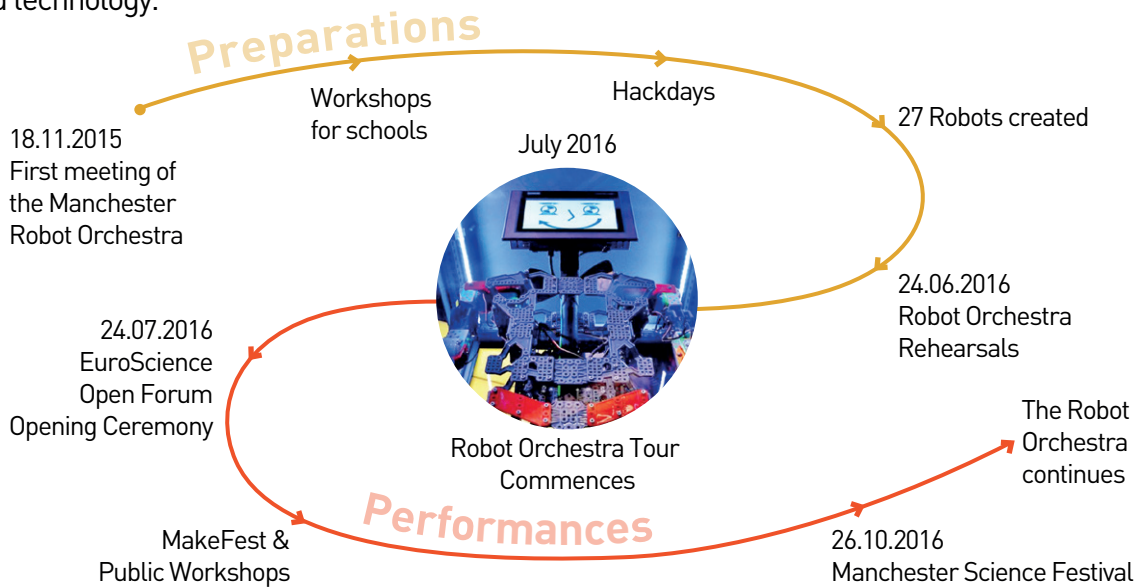 technology.
Preparations
18.11.2015
First meeting of
the Manchester
Robot Orchestra
Workshops
for schools
Hackdays
27 Robots created
24.06.2016
Robot Orchestra
Rehearsals
July 2016
Robot Orchestra Tour
Commences
24.07.2016
EuroScience
Open Forum
Opening Ceremony
Performances
MakeFest &
Public Workshops
26.10.2016
Manchester Science Festival
The Robot
Orchestra
continues